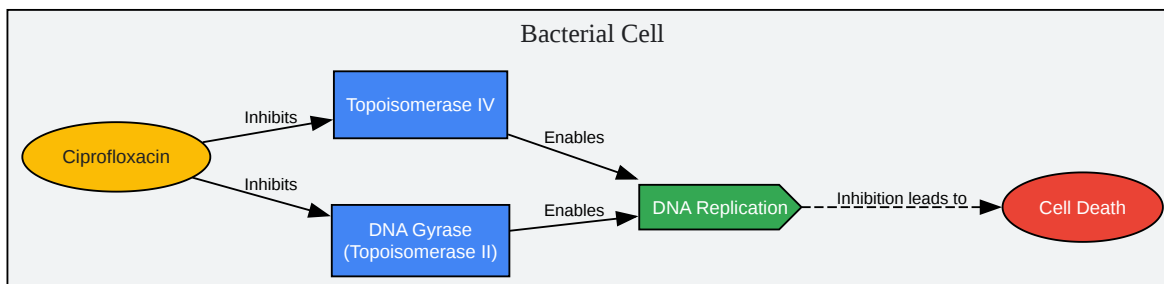 Bacterial Cell
Topoisomerase IV
Inhibits
Enables
Ciprofloxacin
Inhibits
DNA Gyrase
(Topoisomerase II)
Enables
DNA Replication
Inhibition leads to
Cell Death